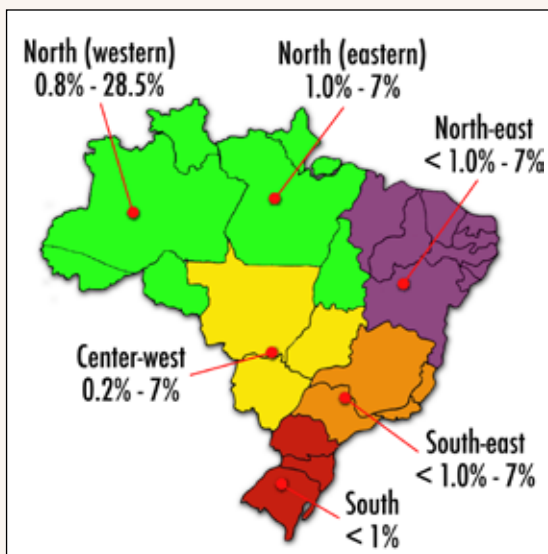 North (western)
0.8% - 28.5%
North (eastern)
1.0% - 7%
North-east
< 1.0% - 7%
Center-west
0.2% - 7%
South-east
< 1.0% - 7%
South
< 1%